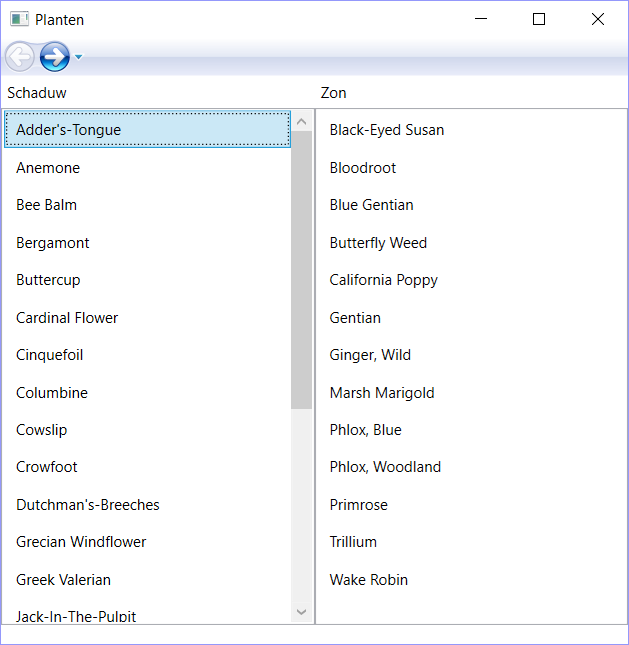 Planten
Schaduw
Zon
Adder's-Tongue
Anemone
Bee Balm
Bergamont
Buttercup
Cardinal Flower
Cinquefoil
Columbine
Cowslip
Crowfoot
Dutchman's-Breeches
Grecian Windflower
Greek Valerian
Jack-In-The-Pulpit
Black-Eyed Susan
Bloodroot
Blue Gentian
Butterfly Weed
California Poppy
Gentian
Ginger, Wild
Marsh Marigold
Phlox, Blue
Phlox, Woodland
Primrose
Trillium
Wake Robin